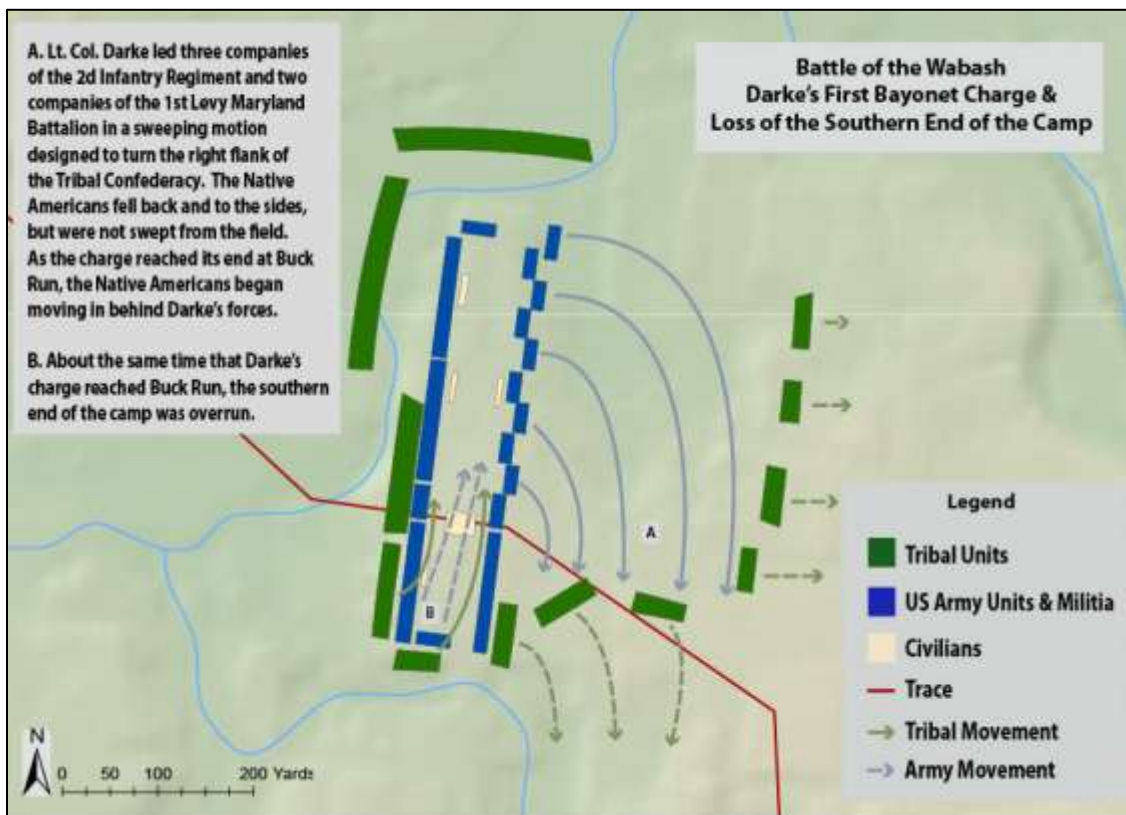 A. Lt. Col. Darke led three companies
of the 2d Infantry Regiment and two
companies of the 1st Levy Maryland
Battalion in a sweeping motion
designed to turn the right flank of
the Tribal Confederacy. The Native
Americans fell back and to the sides,
but were not swept from the field.
As the charge reached its end at Buck
Run, the Native Americans began
moving in behind Darke's forces.
B. About the same time that Darke's
charge reached Buck Run, the southern
end of the camp was overrun.
Battle of the Wabash
Darke's First Bayonet Charge &
Loss of the Southern End of the Camp
A
B
Legend
Tribal Units
US Army Units & Militia
Civilians
Trace
Tribal Movement
Army Movement
N
0 50 100 200 Yards